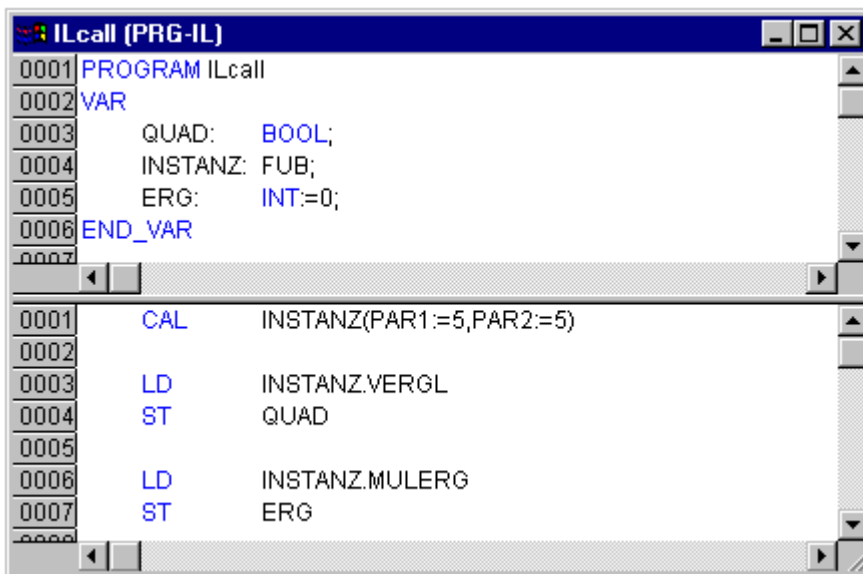 ILcall (PRG-IL)
0001 PROGRAM ILcall
0002 VAR
0003 QUAD: BOOL;
0004 INSTANZ: FUB;
0005 ERG: INT:=0;
0006 END_VAR
0007
0001 CAL INSTANZ(PAR1:=5,PAR2:=5)
0002
0003 LD INSTANZ.VERGL
0004 ST QUAD
0005
0006 LD INSTANZ.MULERG
0007 ST ERG